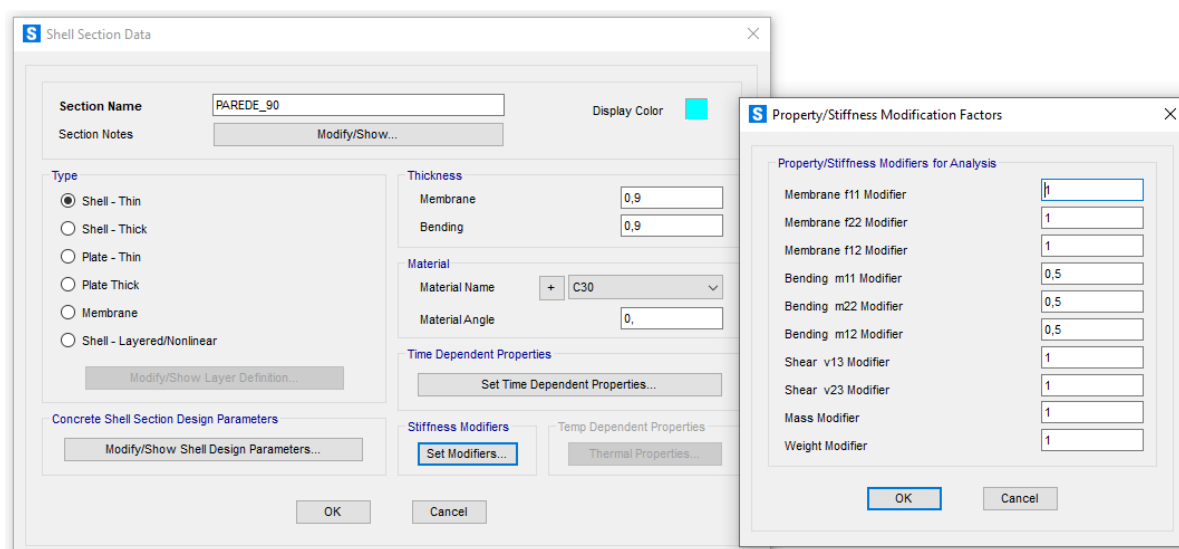 S Shell Section Data
Section Name PAREDE_90 Display Color
Section Notes Modify/Show...
Type
Shell - Thin
Shell - Thick
Plate - Thin
Plate Thick
Membrane
Shell - Layered/Nonlinear
Modify/Show Layer Definition...
Concrete Shell Section Design Parameters
Modify/Show Shell Design Parameters...
Thickness
Membrane 0,9
Bending 0,9
Material
Material Name + C30
Material Angle 0,
Time Dependent Properties
Set Time Dependent Properties...
Stiffness Modifiers
Set Modifiers...
Temp Dependent Properties
Thermal Properties...
OK Cancel
S Property/Stiffness Modification Factors
Property/Stiffness Modifiers for Analysis
Membrane f11 Modifier 1
Membrane f22 Modifier 1
Membrane f12 Modifier 1
Bending m11 Modifier 0,5
Bending m22 Modifier 0,5
Bending m12 Modifier 0,5
Shear v13 Modifier 1
Shear v23 Modifier 1
Mass Modifier 1
Weight Modifier 1
OK Cancel